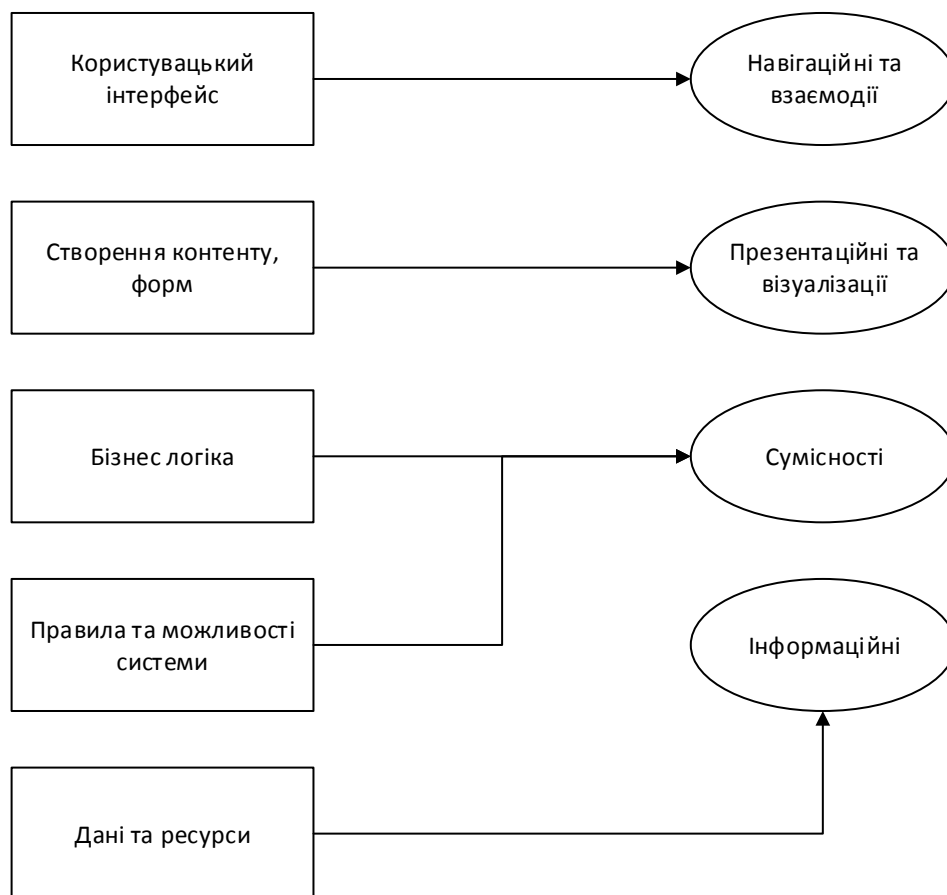 Користувацький
інтерфейс
Навігаційні та
взаємодії
Створення контенту,
форм
Презентаційні та
візуалізації
Бізнес логіка
Сумісності
Правила та можливості
системи
Інформаційні
Дані та ресурси